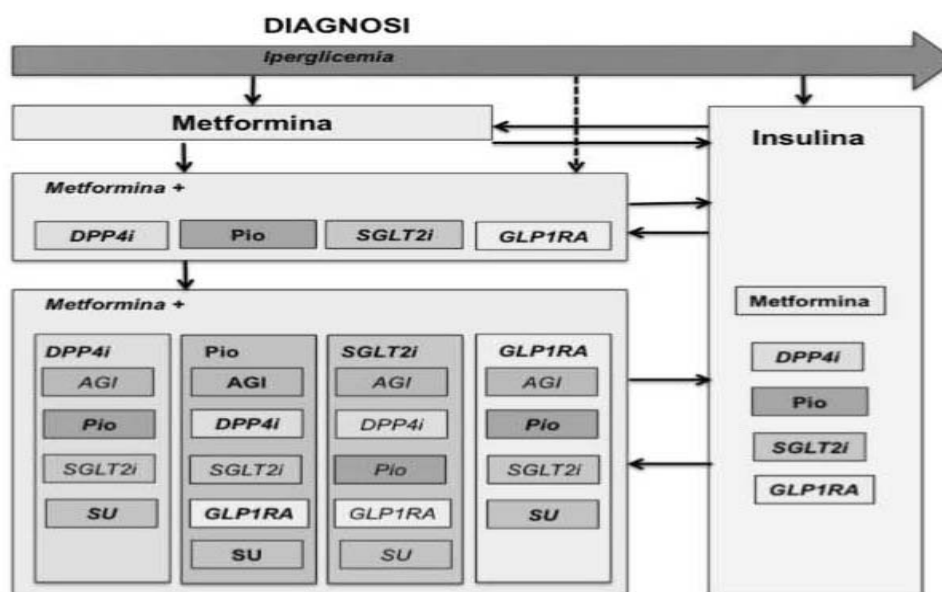 DIAGNOSI
Iperglicemia
Metformina
Insulina
Metformina +
DPP4i
Pio
SGLT2i
GLP1RA
Metformina +
DPP4i
AGI
Pio
SGLT2i
SU
Pio
AGI
DPP4i
SGLT2i
GLP1RA
SU
SGLT2i
AGI
DPP4i
Pio
GLP1RA
SU
GLP1RA
AGI
Pio
SGLT2i
SU
Metformina
DPP4i
Pio
SGLT2i
GLP1RA